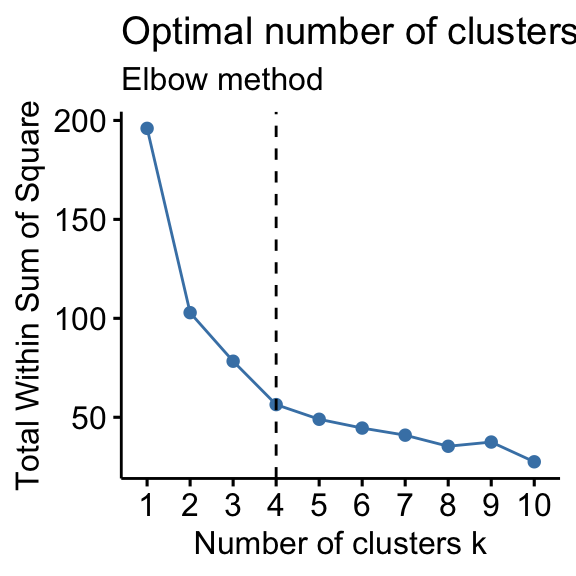 Optimal number of clusters
Elbow method
Total Within Sum of Square
200
150
100
50
1 2 3 4 5 6 7 8 9 10
Number of clusters k